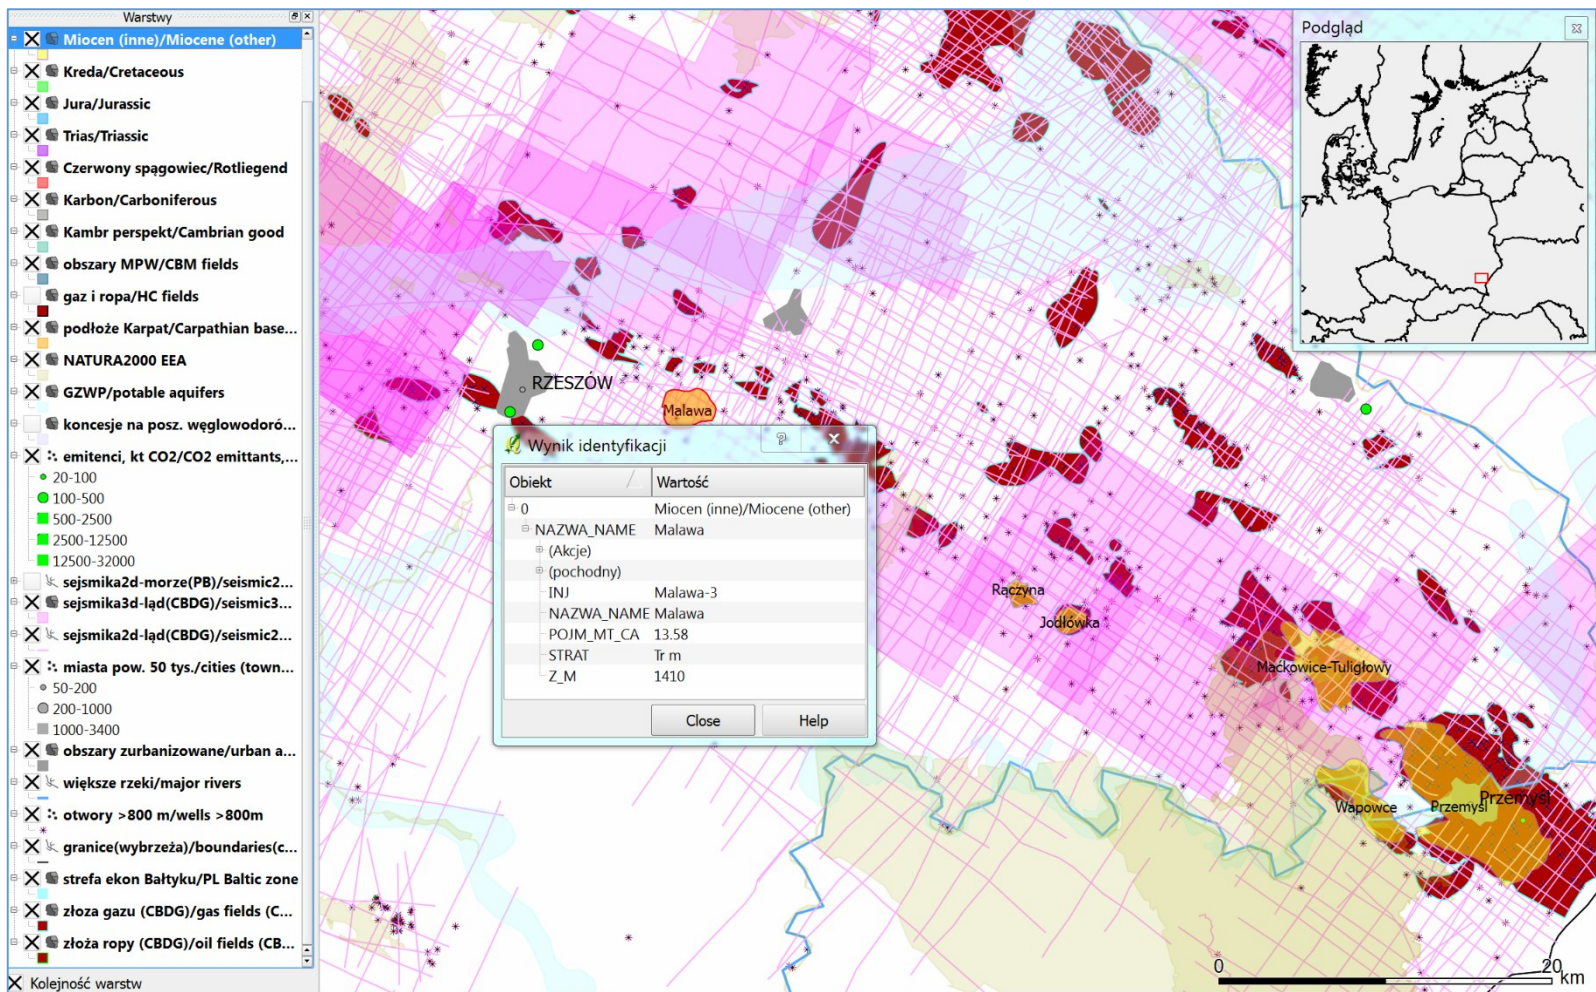 Warstwy
Miocen (inne)/Miocene (other)
Kreda/Cretaceous
Jura/Jurassic
Trias/Triassic
Czerwony spągowiec/Rotliegend
Karbon/Carboniferous
Kambr perspekt/Cambrian good
obszary MPW/CBM fields
gaz i ropa/HC fields
podłoże Karpat/Carpathian base...
NATURA2000 EEA
GZWP/potable aquifers
koncesje na posz. węglowodoró...
emitenci, kt CO2/CO2 emittants,...
20-100
100-500
500-2500
2500-12500
12500-32000
sejsmika2d-morze(PB)/seismic2...
sejsmika3d-ląd(CBDG)/seismic3...
sejsmika2d-ląd(CBDG)/seismic2...
miasta pow. 50 tys./cities (town...
50-200
200-1000
1000-3400
obszary zurbanizowane/urban a...
większe rzeki/major rivers
otwory >800 m/wells >800m
granice(wybrzeża)/boundaries(c...
strefa ekon Bałtyku/PL Baltic zone
złoza gazu (CBDG)/gas fields (C...
złoża ropy (CBDG)/oil fields (CB...
Kolejność warstw
Podgląd
RZESZÓW
Malawa
Wynik identyfikacji
?
Obiekt Wartość
0 Miocen (inne)/Miocene (other)
NAZWA_NAME Malawa
(Akcje)
(pochodny)
INJ Malawa-3
NAZWA_NAME Malawa
POJM_MT_CA 13.58
STRAT Tr m
Z_M 1410
Close Help
Rączyna
Jodłówka
Maćkowice-Tuligłowy
Wapowce
Przemysl
Przemyśl
0 20 km